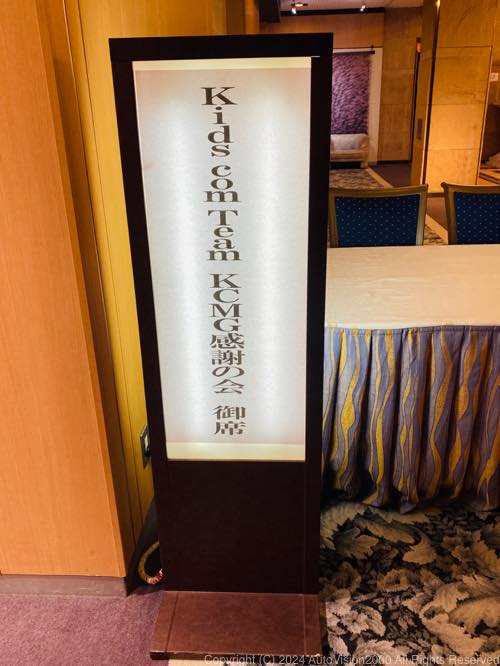 Kids com Team KCMG感謝の会 御席
Copyright (C) 2024 AutoVision2000 All Rights Reserved